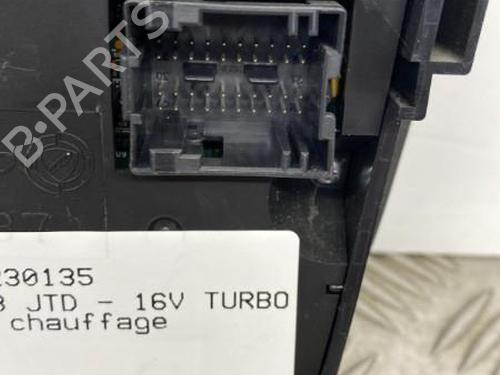 B-PARTS
230135
JTD - 16V TURBO
chauffage